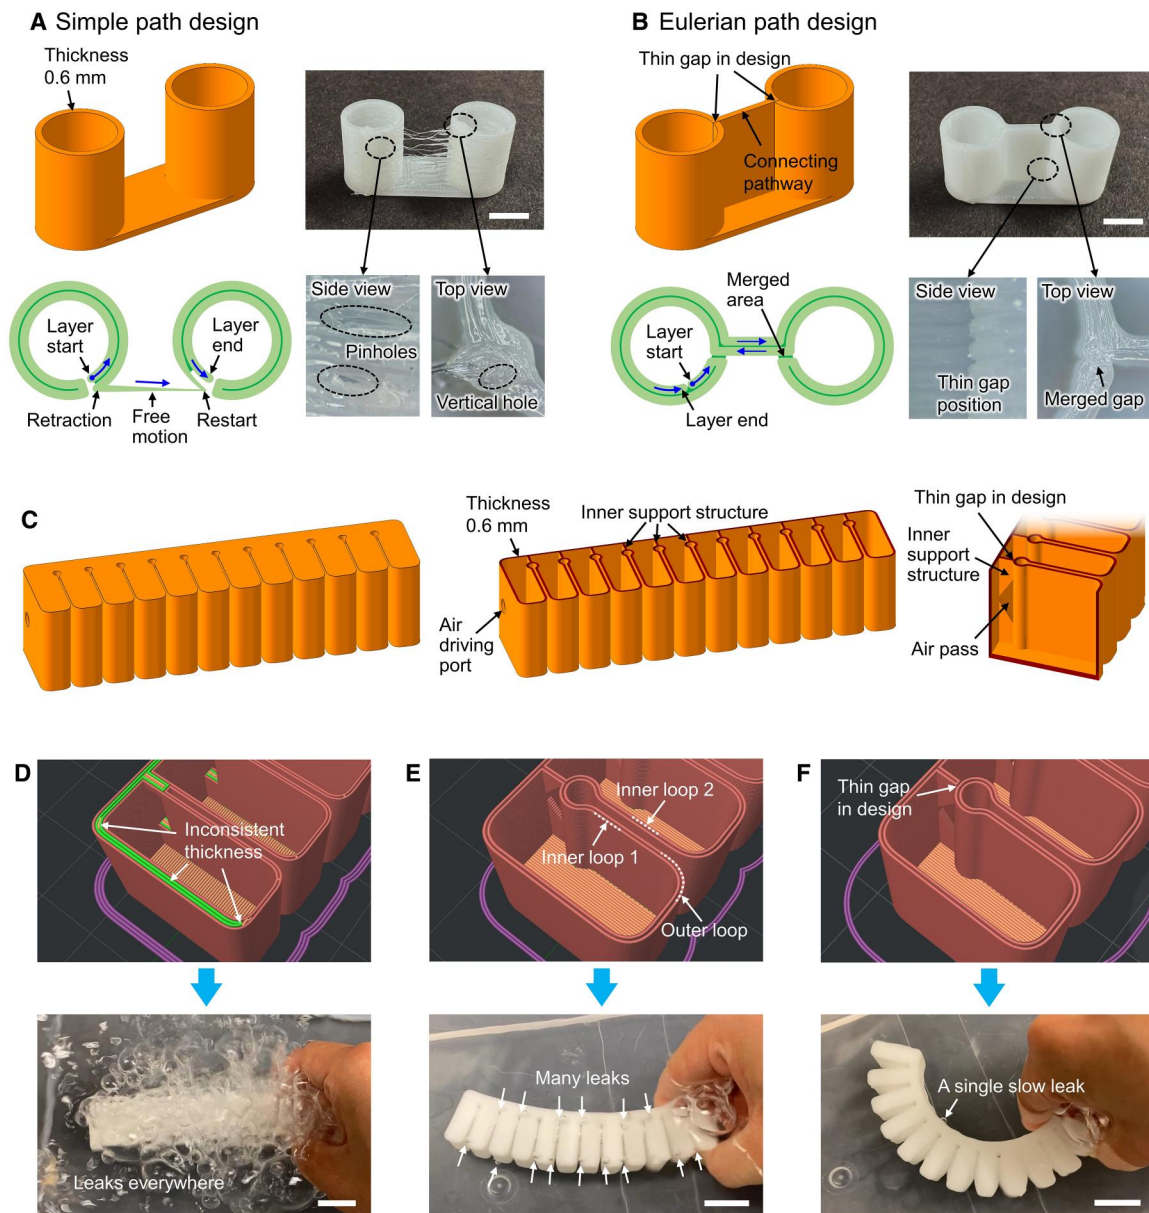 A Simple path design
Thickness
0.6 mm
Side view
Top view
Pinholes
Vertical hole
Layer
start
Layer
end
Retraction
Free
motion
Restart
B Eulerian path design
Thin gap in design
Connecting
pathway
Merged
area
Layer
start
Layer end
Side view
Top view
Thin gap
position
Merged gap
C
Thickness
0.6 mm
Inner support structure
Air
driving
port
Thin gap in design
Inner
support
structure
Air pass
D
Inconsistent
thickness
Leaks everywhere
E
Inner loop 2
Inner loop 1
Outer loop
Many leaks
F
Thin gap
in design
A single slow leak